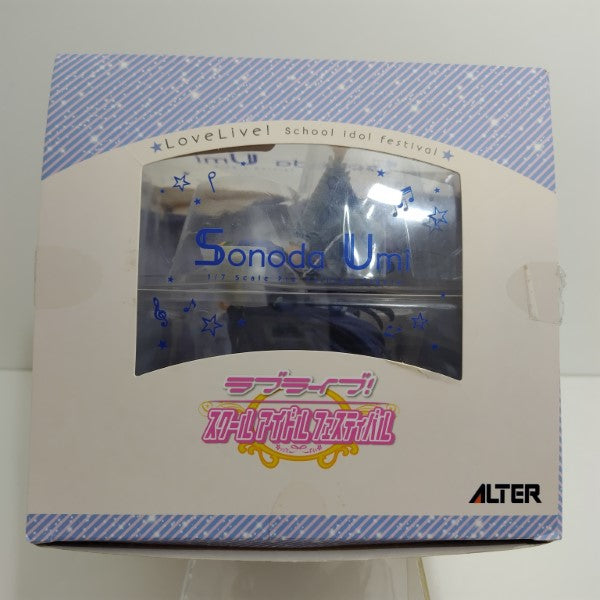 ★LoveLive! School idol festival★
Sonoda Umi
1/7 Scale
ラブライブ!
スクールアイドルフェスティバル
ALTER